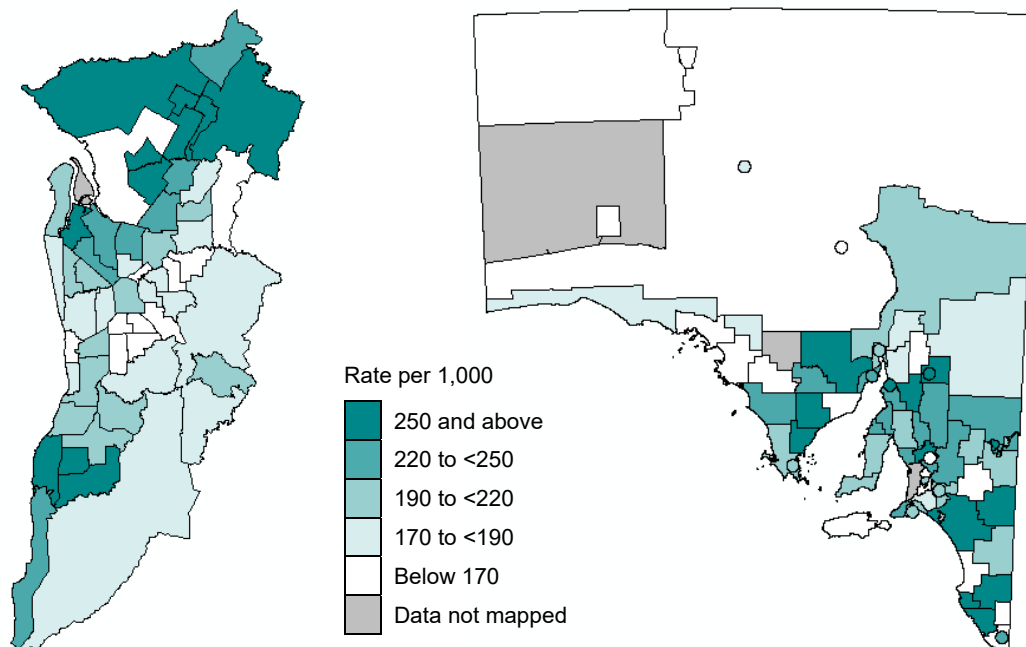 Rate per 1,000
250 and above
220 to <250
190 to <220
170 to <190
Below 170
Data not mapped